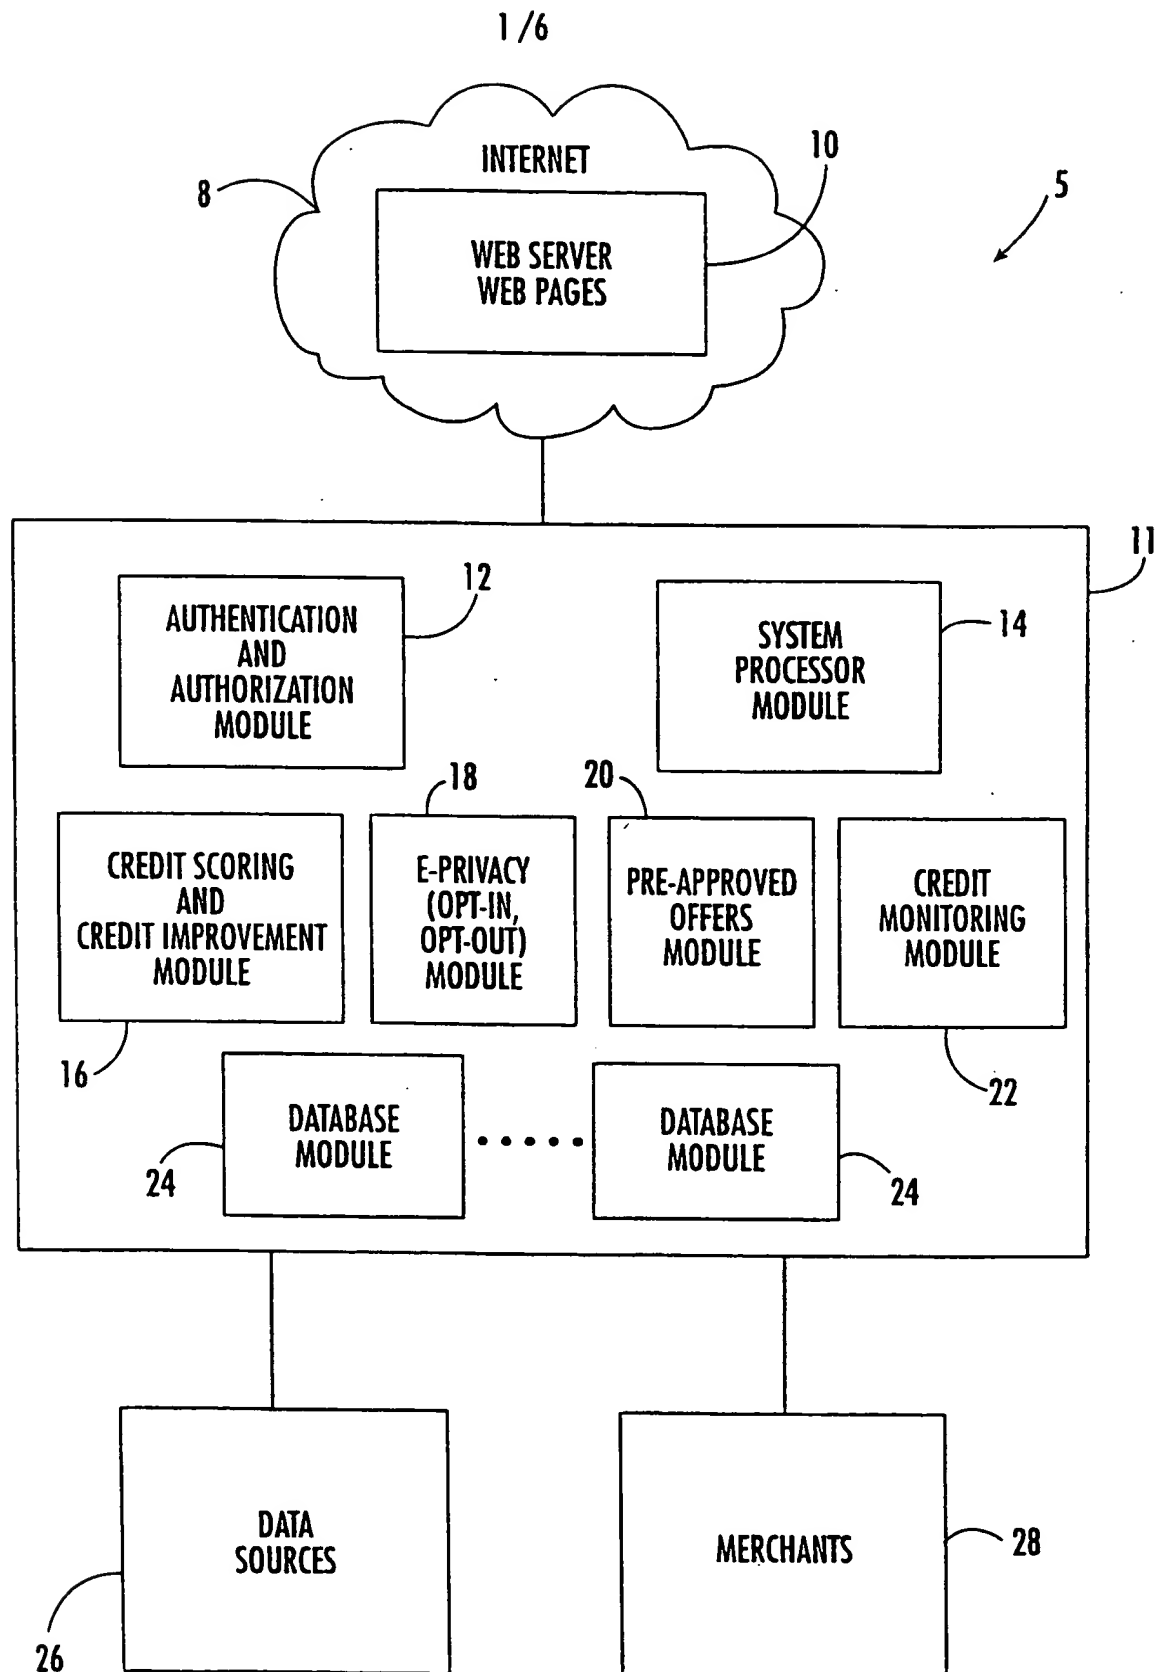 1/6
INTERNET
10
8
5
WEB SERVER
WEB PAGES
11
12
AUTHENTICATION
AND
AUTHORIZATION
MODULE
SYSTEM
PROCESSOR
MODULE
14
18
20
CREDIT SCORING
AND
CREDIT IMPROVEMENT
MODULE
E-PRIVACY
(OPT-IN,
OPT-OUT)
MODULE
PRE-APPROVED
OFFERS
MODULE
CREDIT
MONITORING
MODULE
16
22
DATABASE
MODULE
DATABASE
MODULE
24
24
DATA
SOURCES
MERCHANTS
28
26